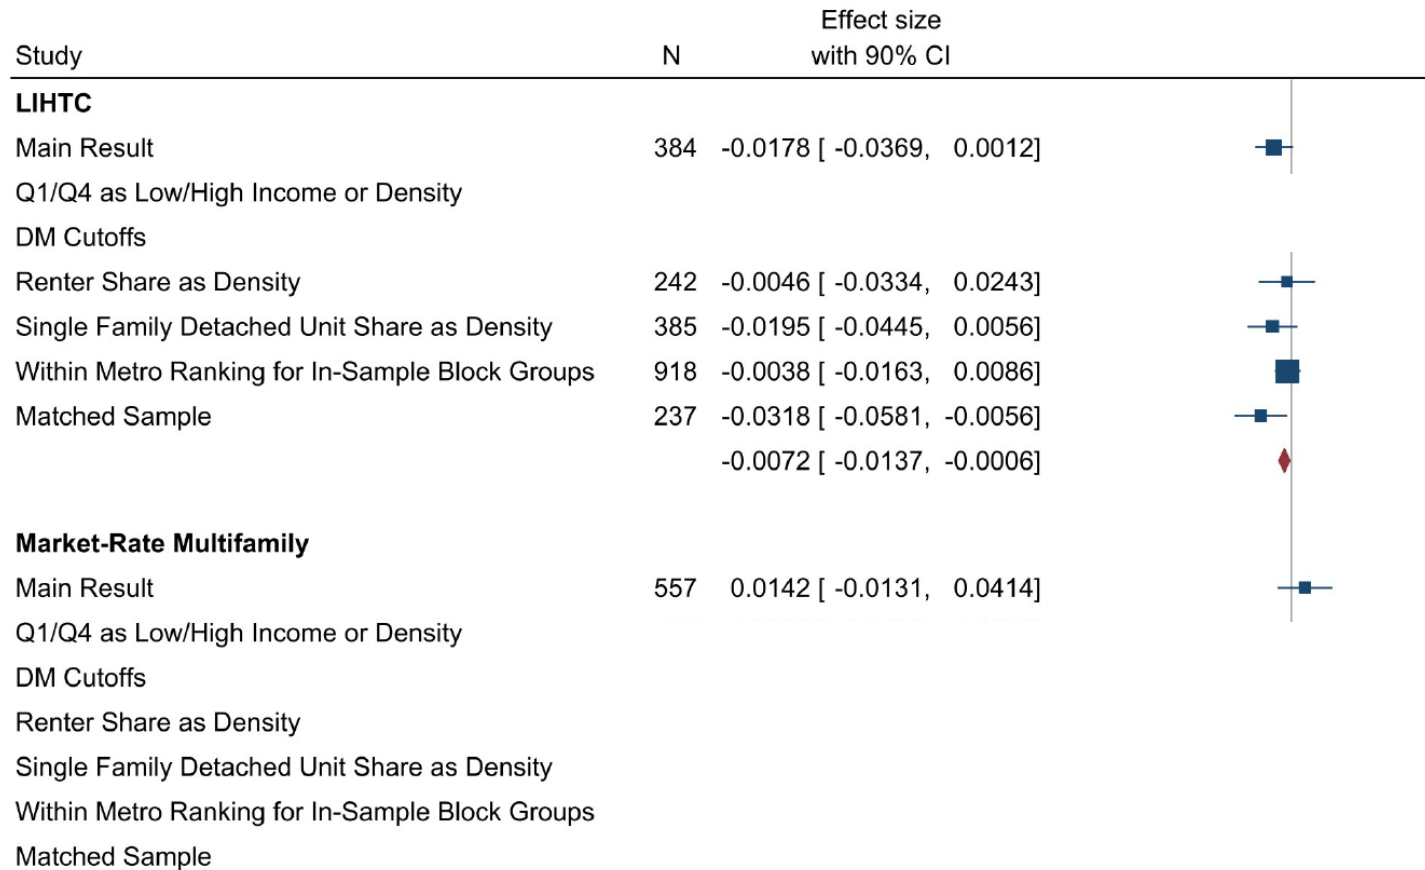 Effect size
Study N with 90% CI
LIHTC
Main Result 384 -0.0178 [ -0.0369, 0.0012]
Q1/Q4 as Low/High Income or Density
DM Cutoffs
Renter Share as Density 242 -0.0046 [ -0.0334, 0.0243]
Single Family Detached Unit Share as Density 385 -0.0195 [ -0.0445, 0.0056]
Within Metro Ranking for In-Sample Block Groups 918 -0.0038 [ -0.0163, 0.0086]
Matched Sample 237 -0.0318 [ -0.0581, -0.0056]
-0.0072 [ -0.0137, -0.0006]
Market-Rate Multifamily
Main Result 557 0.0142 [ -0.0131, 0.0414]
Q1/Q4 as Low/High Income or Density
DM Cutoffs
Renter Share as Density
Single Family Detached Unit Share as Density
Within Metro Ranking for In-Sample Block Groups
Matched Sample